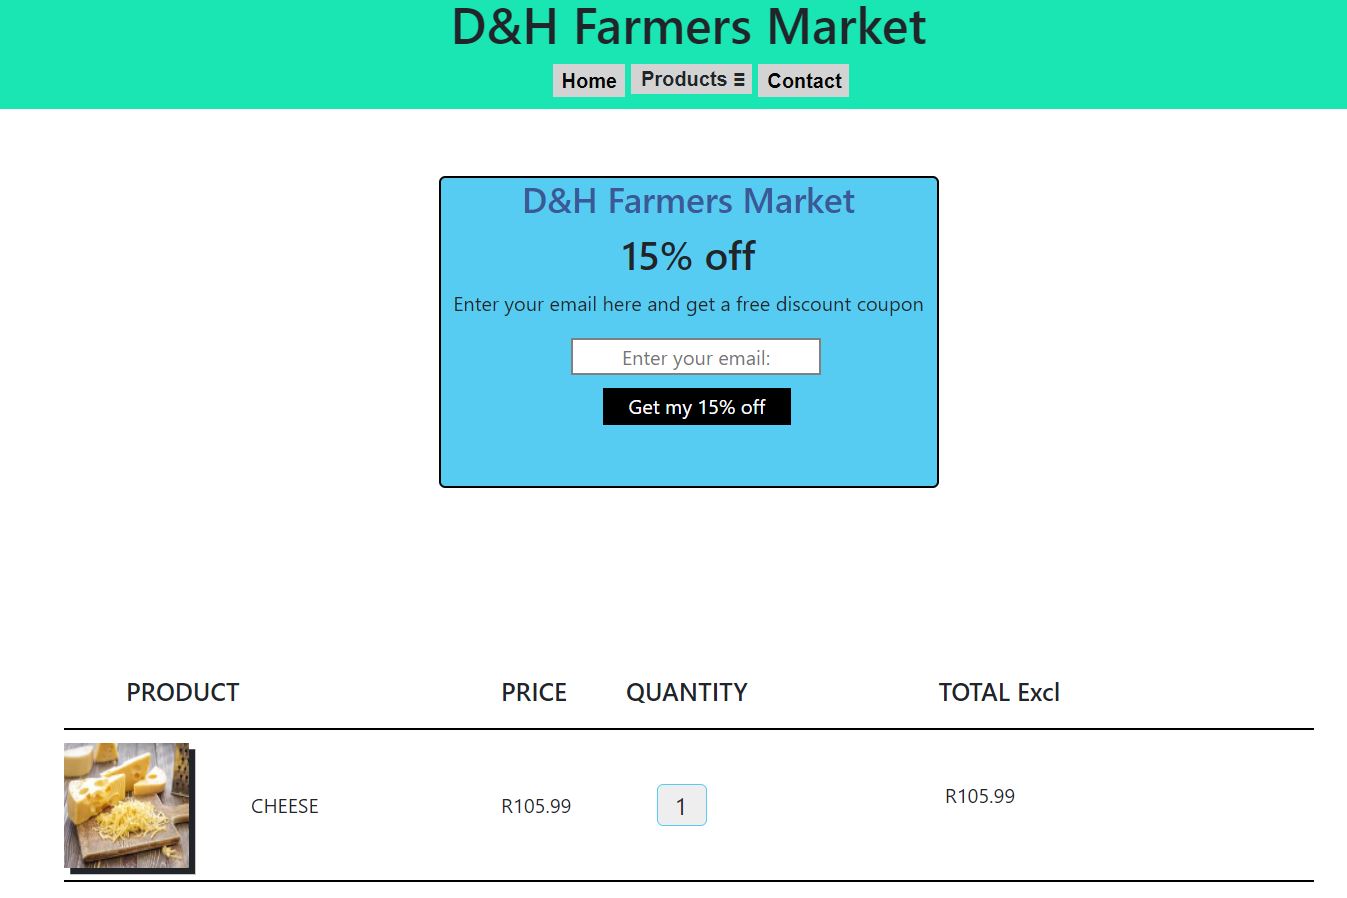 D&H Farmers Market
Home Products ☰ Contact
D&H Farmers Market
15% off
Enter your email here and get a free discount coupon
Enter your email:
Get my 15% off
PRODUCT PRICE QUANTITY TOTAL Excl
CHEESE R105.99 1 R105.99